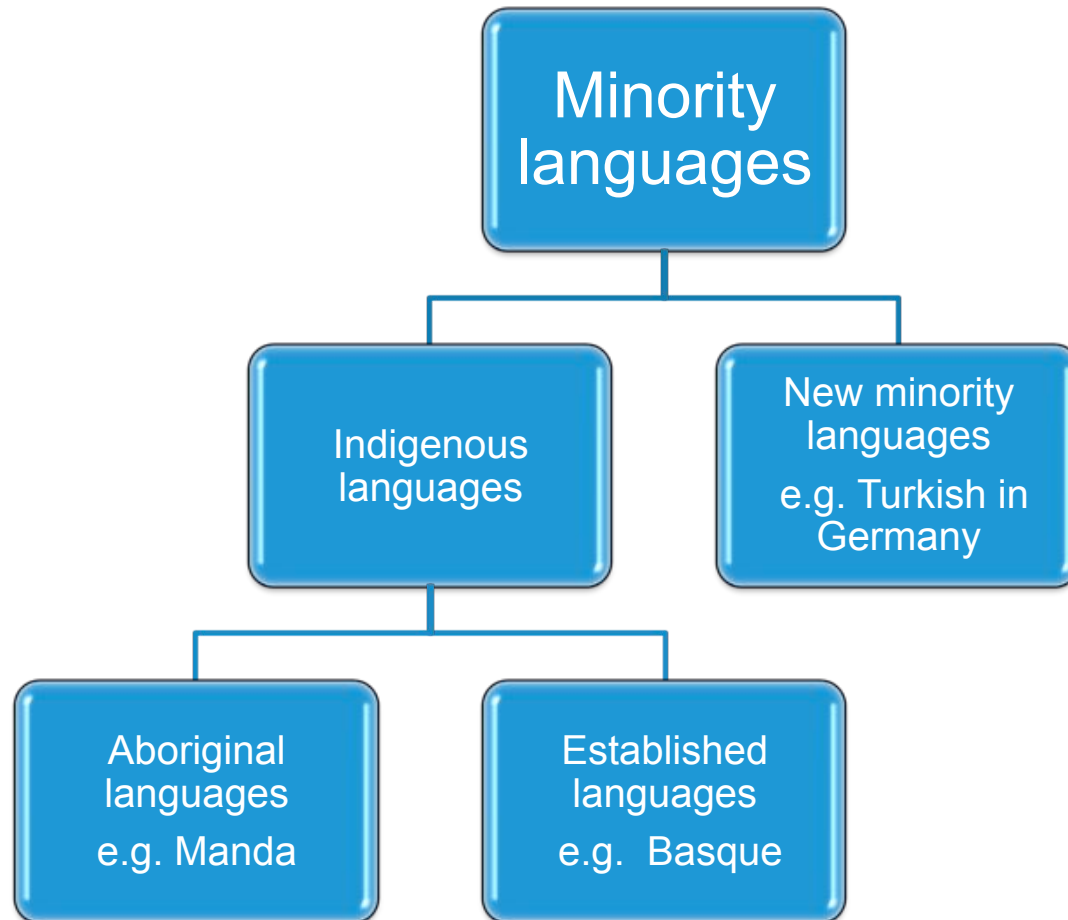 Minority
languages
Indigenous
languages
New minority
languages
e.g. Turkish in
Germany
Aboriginal
languages
e.g. Manda
Established
languages
e.g. Basque